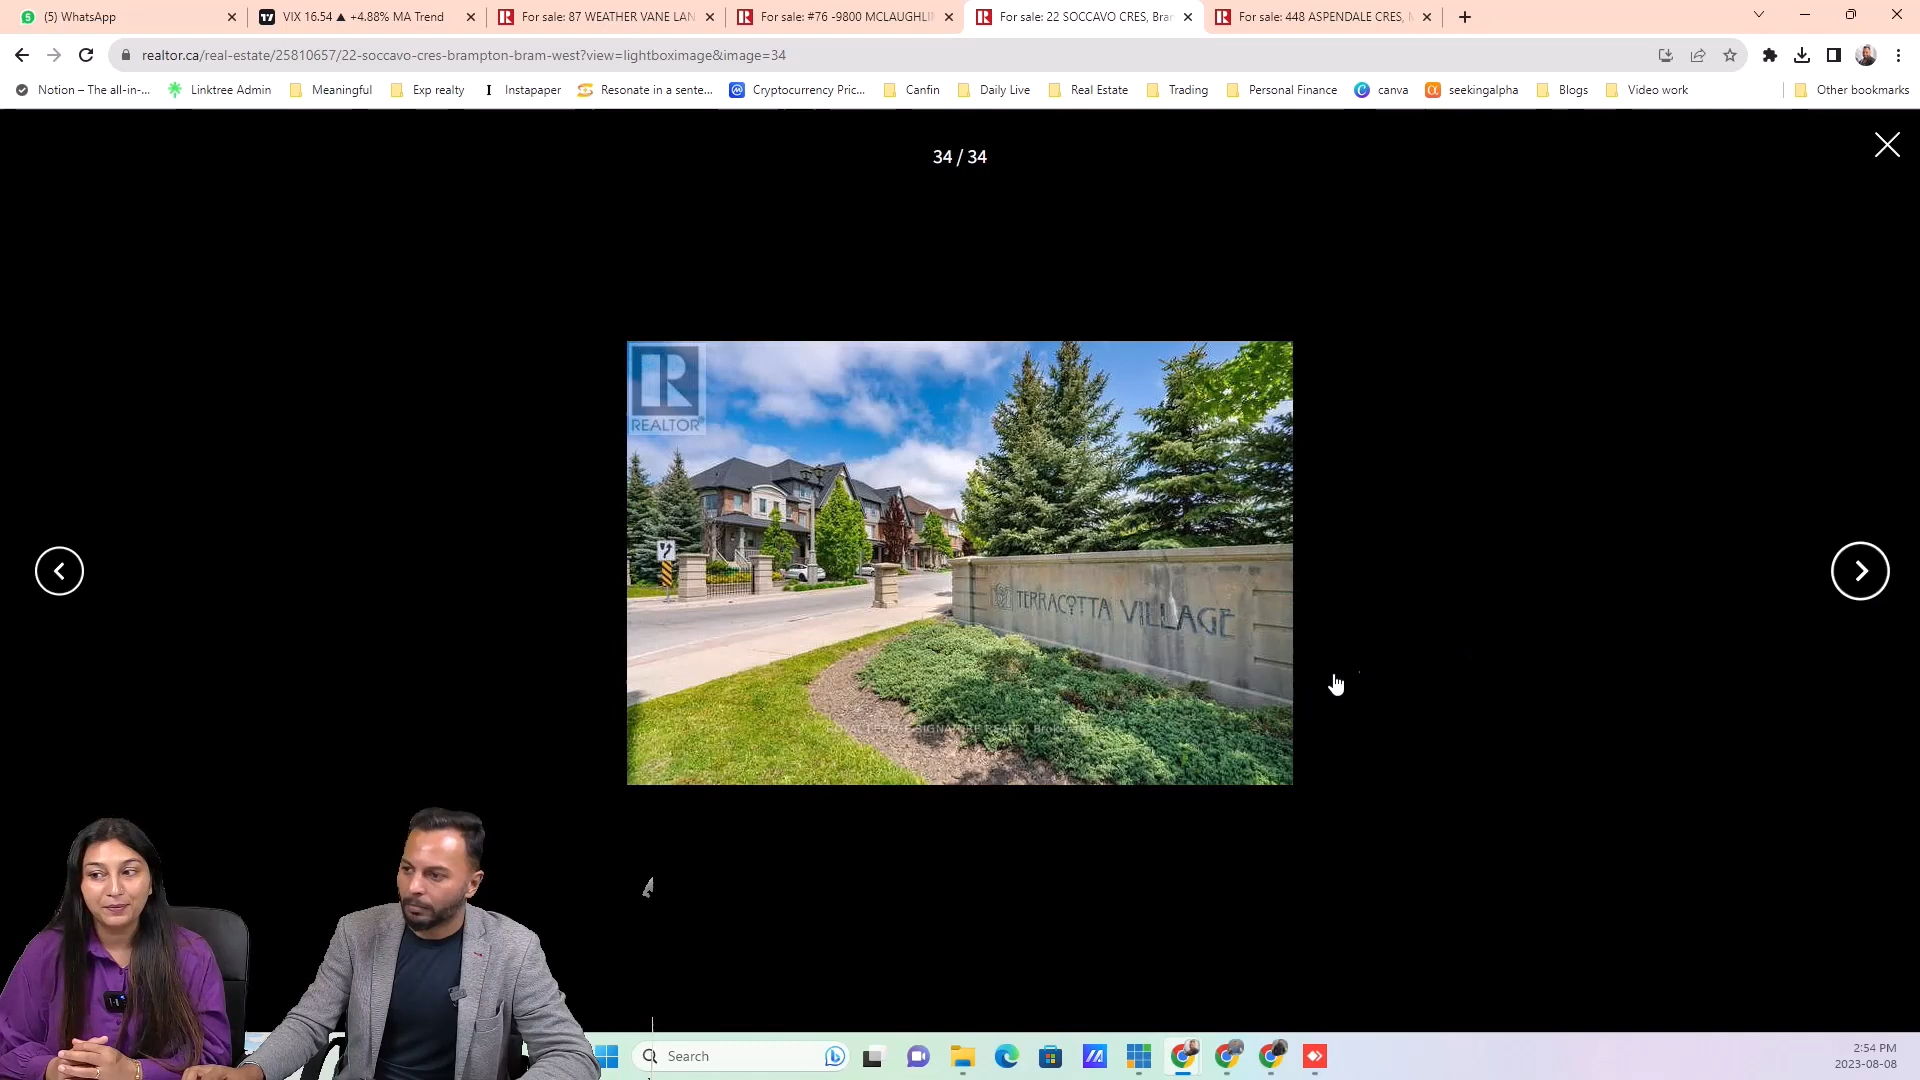 (5) WhatsApp
VIX 16.54 ▲ +4.88% MA Trend
For sale: 87 WEATHER VANE LAN
For sale: #76 -9800 MCLAUGHLI
For sale: 22 SOCCAVO CRES, Bra
For sale: 448 ASPENDALE CRES,
realtor.ca/real-estate/25810657/22-soccavo-cres-brampton-bram-west?view=lightboximage&image=34
Notion – The all-in-...
Linktree Admin
Meaningful
Exp realty
Instapaper
Resonate in a sente...
Cryptocurrency Pric...
Canfin
Daily Live
Real Estate
Trading
Personal Finance
canva
seekingalpha
Blogs
Video work
Other bookmarks
34 / 34
R
REALTOR®
TERRACOTTA VILLAGE
SIGNATURE REALTY, Brokerage
Search
2:54 PM
2023-08-08